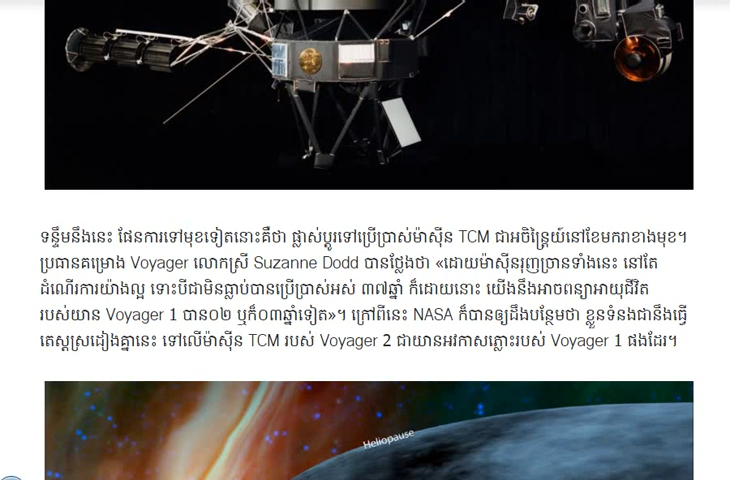 ទន្ទឹមនឹងនេះ ផែនការទៅមុខទៀតនោះគឺថា ផ្លាស់ប្តូរទៅប្រើប្រាស់ម៉ាស៊ីន TCM ជាអចិន្ត្រៃយ៍នៅខែមករាខាងមុខ។
ប្រធានគម្រោង Voyager លោកស្រី Suzanne Dodd បានថ្លែងថា «ដោយម៉ាស៊ីនរុញច្រានទាំងនេះ នៅតែ
ដំណើរការយ៉ាងល្អ ទោះបីជាមិនធ្លាប់បានប្រើប្រាស់អស់ ៣៧ឆ្នាំ ក៏ដោយនោះ យើងនឹងអាចពន្យារអាយុជីវិត
របស់យាន Voyager 1 បាន០២ ឬក៏០៣ឆ្នាំទៀត»។ ក្រៅពីនេះ NASA ក៏បានឲ្យដឹងបន្ថែមថា ខ្លួនទំនងជានឹងធ្វើ
តេស្តស្រដៀងគ្នានេះ ទៅលើម៉ាស៊ីន TCM របស់ Voyager 2 ជាយានអវកាសភ្លោះរបស់ Voyager 1 ផងដែរ។
Heliopause